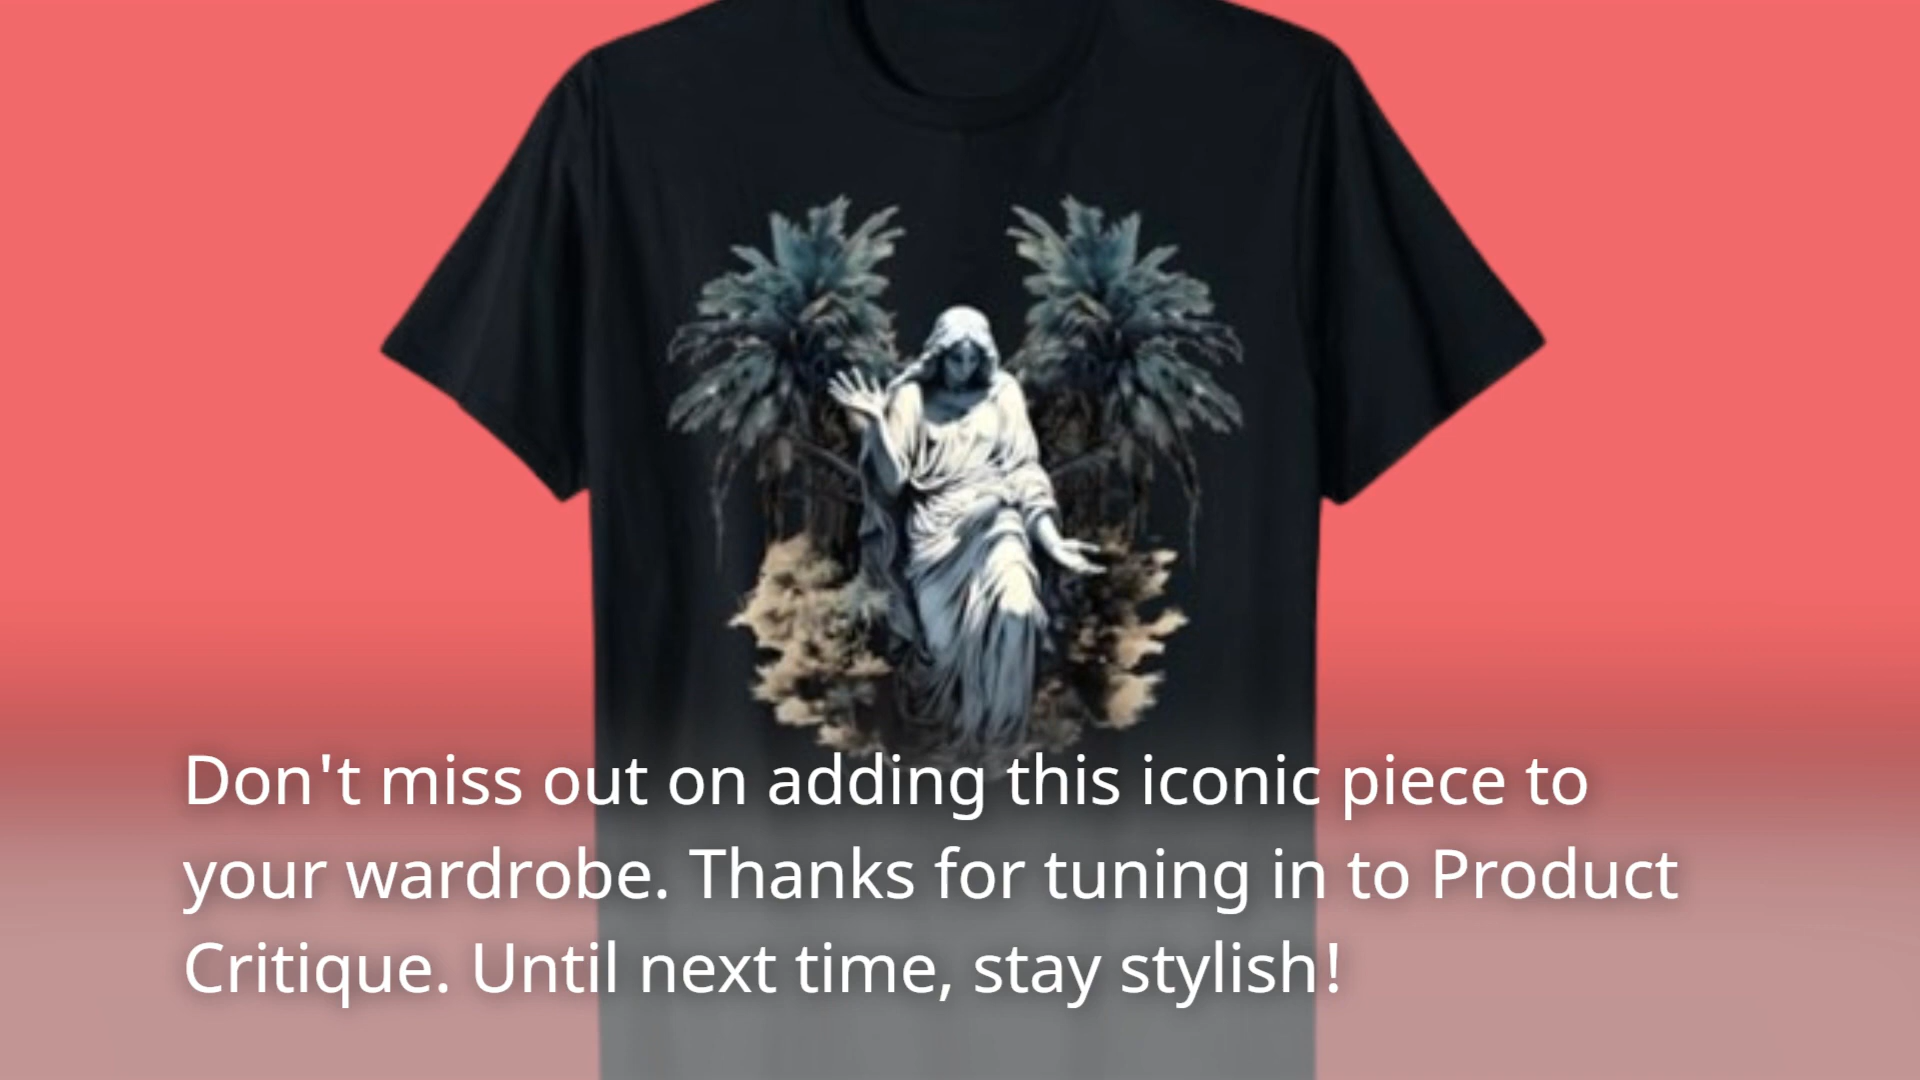 Don't miss out on adding this iconic piece to
your wardrobe. Thanks for tuning in to Product
Critique. Until next time, stay stylish!